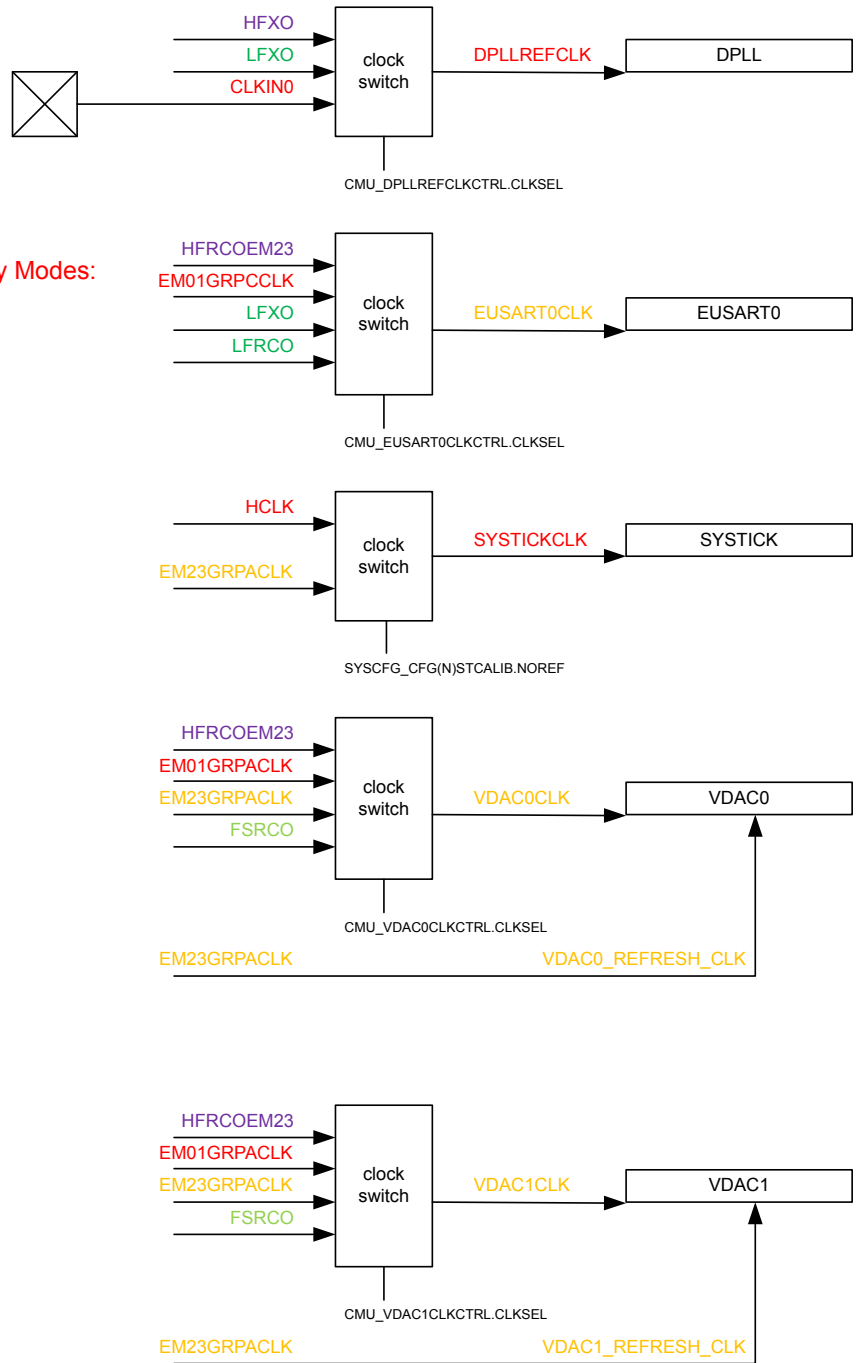 HFXO
LFXO
CLKIN0
clock
switch
DPLLREFCLK
DPLL
CMU_DPLLREFCLKCTRL.CLKSEL
y Modes:
HFRCOEM23
EM01GRPCCLK
LFXO
LFRCO
clock
switch
EUSART0CLK
EUSART0
CMU_EUSART0CLKCTRL.CLKSEL
HCLK
EM23GRPACLK
clock
switch
SYSTICKCLK
SYSTICK
SYSCFG_CFG(N)STCALIB.NOREF
HFRCOEM23
EM01GRPACLK
EM23GRPACLK
FSRCO
clock
switch
VDAC0CLK
VDAC0
CMU_VDAC0CLKCTRL.CLKSEL
EM23GRPACLK
VDAC0_REFRESH_CLK
HFRCOEM23
EM01GRPACLK
EM23GRPACLK
FSRCO
clock
switch
VDAC1CLK
VDAC1
CMU_VDAC1CLKCTRL.CLKSEL
EM23GRPACLK
VDAC1_REFRESH_CLK